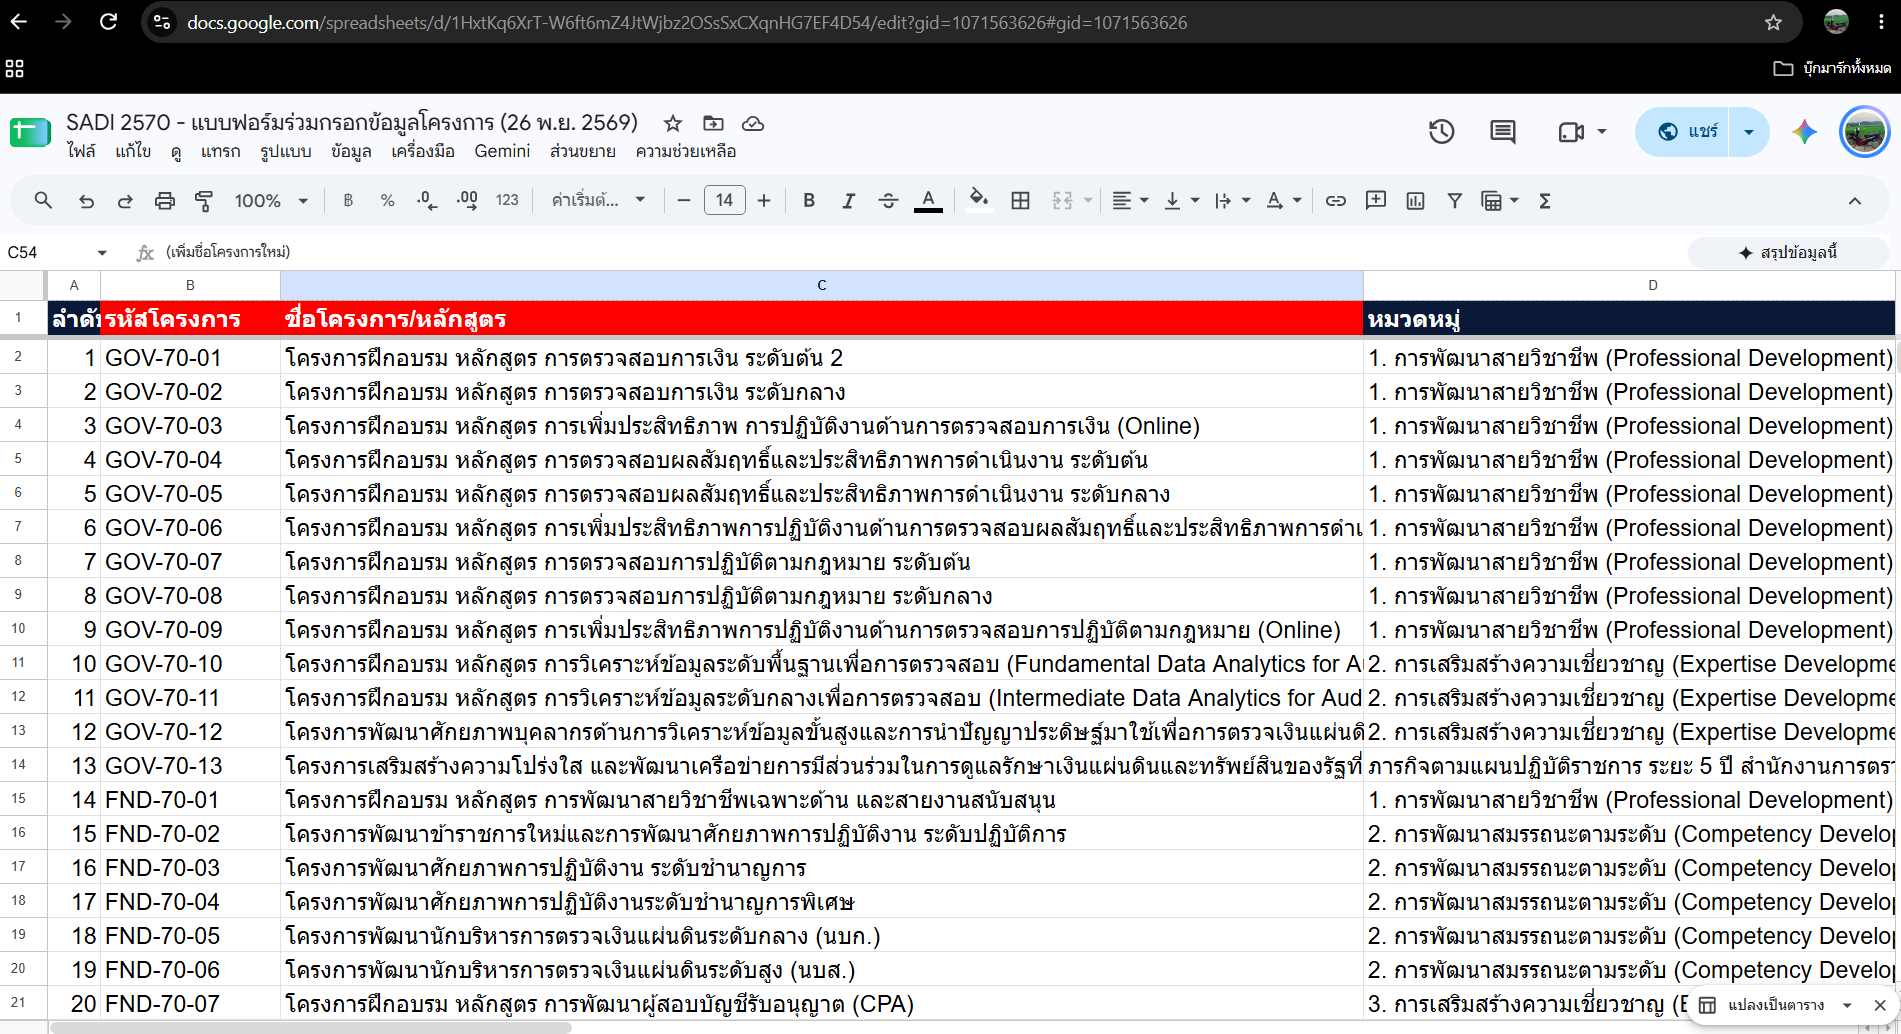 docs.google.com/spreadsheets/d/1HxtKq6XrT-W6ft6mZ4JtWjbz2OSsSxCXqnHG7EF4D54/edit?gid=1071563626#gid=1071563626
บุ๊กมาร์กทั้งหมด
SADI 2570 - แบบฟอร์มร่วมกรอกข้อมูลโครงการ (26 พ.ย. 2569)
ไฟล์ แก้ไข ดู แทรก รูปแบบ ข้อมูล เครื่องมือ Gemini ส่วนขยาย ความช่วยเหลือ
แชร์
100% ฿ % .0 .00 123 ค่าเริ่มต้... 14 B I A
C54 fx (เพิ่มชื่อโครงการใหม่) สรุปข้อมูลนี้
A B C D
1 ลำดับ รหัสโครงการ ชื่อโครงการ/หลักสูตร หมวดหมู่
2 1 GOV-70-01 โครงการฝึกอบรม หลักสูตร การตรวจสอบการเงิน ระดับต้น 2 1. การพัฒนาสายวิชาชีพ (Professional Development)
3 2 GOV-70-02 โครงการฝึกอบรม หลักสูตร การตรวจสอบการเงิน ระดับกลาง 1. การพัฒนาสายวิชาชีพ (Professional Development)
4 3 GOV-70-03 โครงการฝึกอบรม หลักสูตร การเพิ่มประสิทธิภาพ การปฏิบัติงานด้านการตรวจสอบการเงิน (Online) 1. การพัฒนาสายวิชาชีพ (Professional Development)
5 4 GOV-70-04 โครงการฝึกอบรม หลักสูตร การตรวจสอบผลสัมฤทธิ์และประสิทธิภาพการดำเนินงาน ระดับต้น 1. การพัฒนาสายวิชาชีพ (Professional Development)
6 5 GOV-70-05 โครงการฝึกอบรม หลักสูตร การตรวจสอบผลสัมฤทธิ์และประสิทธิภาพการดำเนินงาน ระดับกลาง 1. การพัฒนาสายวิชาชีพ (Professional Development)
7 6 GOV-70-06 โครงการฝึกอบรม หลักสูตร การเพิ่มประสิทธิภาพการปฏิบัติงานด้านการตรวจสอบผลสัมฤทธิ์และประสิทธิภาพการดำเ 1. การพัฒนาสายวิชาชีพ (Professional Development)
8 7 GOV-70-07 โครงการฝึกอบรม หลักสูตร การตรวจสอบการปฏิบัติตามกฎหมาย ระดับต้น 1. การพัฒนาสายวิชาชีพ (Professional Development)
9 8 GOV-70-08 โครงการฝึกอบรม หลักสูตร การตรวจสอบการปฏิบัติตามกฎหมาย ระดับกลาง 1. การพัฒนาสายวิชาชีพ (Professional Development)
10 9 GOV-70-09 โครงการฝึกอบรม หลักสูตร การเพิ่มประสิทธิภาพการปฏิบัติงานด้านการตรวจสอบการปฏิบัติตามกฎหมาย (Online) 1. การพัฒนาสายวิชาชีพ (Professional Development)
11 10 GOV-70-10 โครงการฝึกอบรม หลักสูตร การวิเคราะห์ข้อมูลระดับพื้นฐานเพื่อการตรวจสอบ (Fundamental Data Analytics for Au 2. การเสริมสร้างความเชี่ยวชาญ (Expertise Developme
12 11 GOV-70-11 โครงการฝึกอบรม หลักสูตร การวิเคราะห์ข้อมูลระดับกลางเพื่อการตรวจสอบ (Intermediate Data Analytics for Aud 2. การเสริมสร้างความเชี่ยวชาญ (Expertise Developme
13 12 GOV-70-12 โครงการพัฒนาศักยภาพบุคลากรด้านการวิเคราะห์ข้อมูลขั้นสูงและการนำปัญญาประดิษฐ์มาใช้เพื่อการตรวจเงินแผ่นดิ 2. การเสริมสร้างความเชี่ยวชาญ (Expertise Developme
14 13 GOV-70-13 โครงการเสริมสร้างความโปร่งใส และพัฒนาเครือข่ายการมีส่วนร่วมในการดูแลรักษาเงินแผ่นดินและทรัพย์สินของรัฐที่ ภารกิจตามแผนปฏิบัติราชการ ระยะ 5 ปี สำนักงานการตรว
15 14 FND-70-01 โครงการฝึกอบรม หลักสูตร การพัฒนาสายวิชาชีพเฉพาะด้าน และสายงานสนับสนุน 1. การพัฒนาสายวิชาชีพ (Professional Development)
16 15 FND-70-02 โครงการพัฒนาข้าราชการใหม่และการพัฒนาศักยภาพการปฏิบัติงาน ระดับปฏิบัติการ 2. การพัฒนาสมรรถนะตามระดับ (Competency Develop
17 16 FND-70-03 โครงการพัฒนาศักยภาพการปฏิบัติงาน ระดับชำนาญการ 2. การพัฒนาสมรรถนะตามระดับ (Competency Develop
18 17 FND-70-04 โครงการพัฒนาศักยภาพการปฏิบัติงานระดับชำนาญการพิเศษ 2. การพัฒนาสมรรถนะตามระดับ (Competency Develop
19 18 FND-70-05 โครงการพัฒนานักบริหารการตรวจเงินแผ่นดินระดับกลาง (นบก.) 2. การพัฒนาสมรรถนะตามระดับ (Competency Develop
20 19 FND-70-06 โครงการพัฒนานักบริหารการตรวจเงินแผ่นดินระดับสูง (นบส.) 2. การพัฒนาสมรรถนะตามระดับ (Competency Develop
21 20 FND-70-07 โครงการฝึกอบรม หลักสูตร การพัฒนาผู้สอบบัญชีรับอนุญาต (CPA) 3. การเสริมสร้างความเชี่ยวชาญ (E
แปลงเป็นตาราง